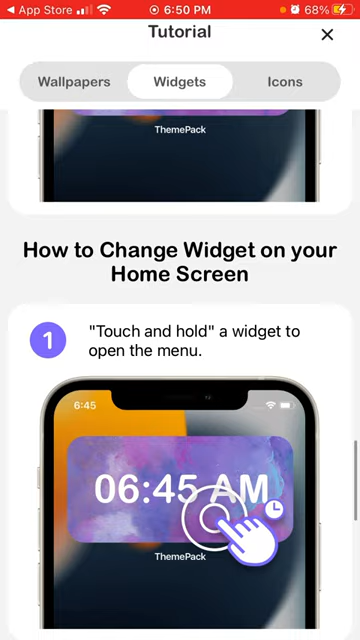 App Store
6:50 PM
68%
Tutorial
Wallpapers
Widgets
Icons
ThemePack
How to Change Widget on your
Home Screen
1
"Touch and hold" a widget to
open the menu.
6:45
06:45 AM
ThemePack